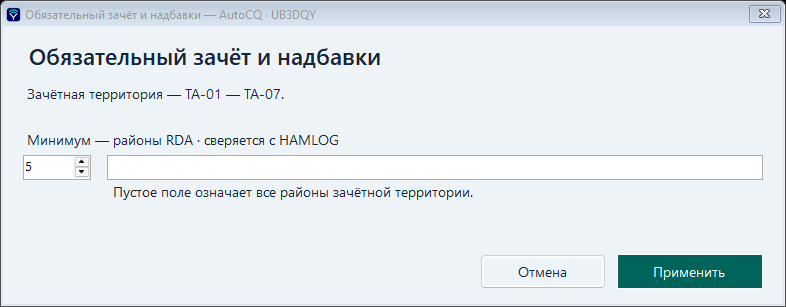 Обязательный зачёт и надбавки — AutoCQ · UB3DQY
Обязательный зачёт и надбавки
Зачётная территория — TA-01 — TA-07.
Минимум — районы RDA · сверяется с HAMLOG
5
Пустое поле означает все районы зачётной территории.
Отмена
Применить